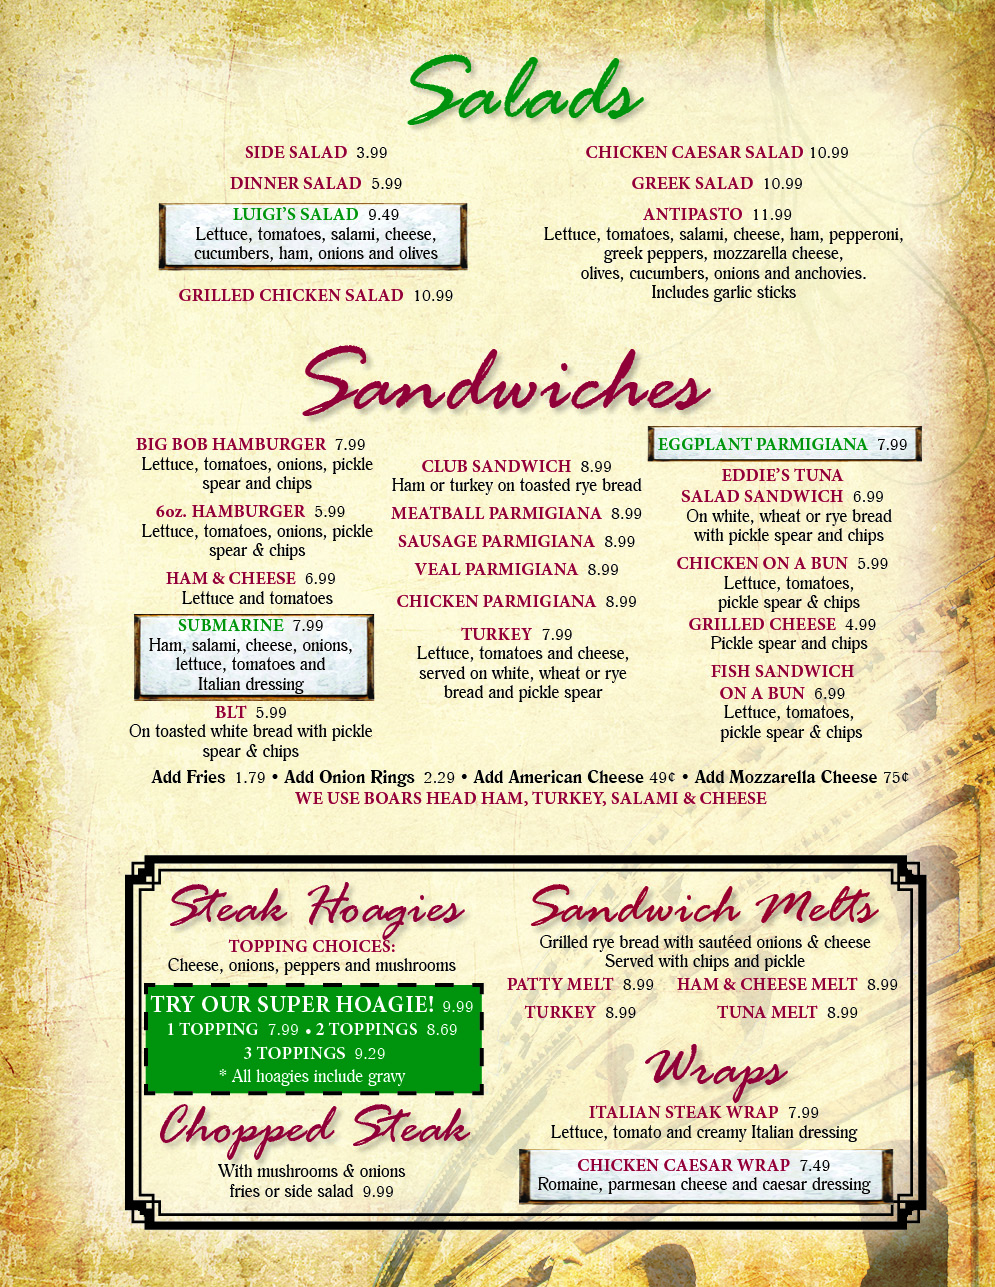 Salads
SIDE SALAD 3.99
DINNER SALAD 5.99
LUIGI'S SALAD 9.49
Lettuce, tomatoes, salami, cheese,
cucumbers, ham, onions and olives
GRILLED CHICKEN SALAD 10.99
CHICKEN CAESAR SALAD 10.99
GREEK SALAD 10.99
ANTIPASTO 11.99
Lettuce, tomatoes, salami, cheese, ham, pepperoni,
greek peppers, mozzarella cheese,
olives, cucumbers, onions and anchovies.
Includes garlic sticks
Sandwiches
BIG BOB HAMBURGER 7.99
Lettuce, tomatoes, onions, pickle
spear and chips
6oz. HAMBURGER 5.99
Lettuce, tomatoes, onions, pickle
spear & chips
HAM & CHEESE 6.99
Lettuce and tomatoes
SUBMARINE 7.99
Ham, salami, cheese, onions,
lettuce, tomatoes and
Italian dressing
BLT 5.99
On toasted white bread with pickle
spear & chips
CLUB SANDWICH 8.99
Ham or turkey on toasted rye bread
MEATBALL PARMIGIANA 8.99
SAUSAGE PARMIGIANA 8.99
VEAL PARMIGIANA 8.99
CHICKEN PARMIGIANA 8.99
TURKEY 7.99
Lettuce, tomatoes and cheese,
served on white, wheat or rye
bread and pickle spear
EGGPLANT PARMIGIANA 7.99
EDDIE'S TUNA
SALAD SANDWICH 6.99
On white, wheat or rye bread
with pickle spear and chips
CHICKEN ON A BUN 5.99
Lettuce, tomatoes,
pickle spear & chips
GRILLED CHEESE 4.99
Pickle spear and chips
FISH SANDWICH
ON A BUN 6.99
Lettuce, tomatoes,
pickle spear & chips
Add Fries 1.79 • Add Onion Rings 2.29 • Add American Cheese 49¢ • Add Mozzarella Cheese 75¢
WE USE BOARS HEAD HAM, TURKEY, SALAMI & CHEESE
Steak Hoagies
TOPPING CHOICES:
Cheese, onions, peppers and mushrooms
TRY OUR SUPER HOAGIE! 9.99
1 TOPPING 7.99 • 2 TOPPINGS 8.69
3 TOPPINGS 9.29
* All hoagies include gravy
Chopped Steak
With mushrooms & onions
fries or side salad 9.99
Sandwich Melts
Grilled rye bread with sautéed onions & cheese
Served with chips and pickle
PATTY MELT 8.99 HAM & CHEESE MELT 8.99
TURKEY 8.99 TUNA MELT 8.99
Wraps
ITALIAN STEAK WRAP 7.99
Lettuce, tomato and creamy Italian dressing
CHICKEN CAESAR WRAP 7.49
Romaine, parmesan cheese and caesar dressing